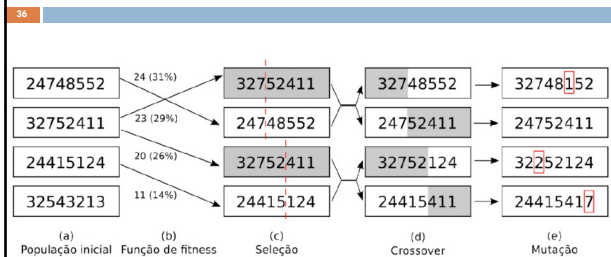 36
24748552 24 (31%) 32752411 32748552 32748152
32752411 23 (29%) 24748552 24752411 24752411
24415124 20 (26%) 32752411 32752124 32252124
32543213 11 (14%) 24415124 24415411 24415417
(a) (b) (c) (d) (e)
População inicial Função de fitness Seleção Crossover Mutação